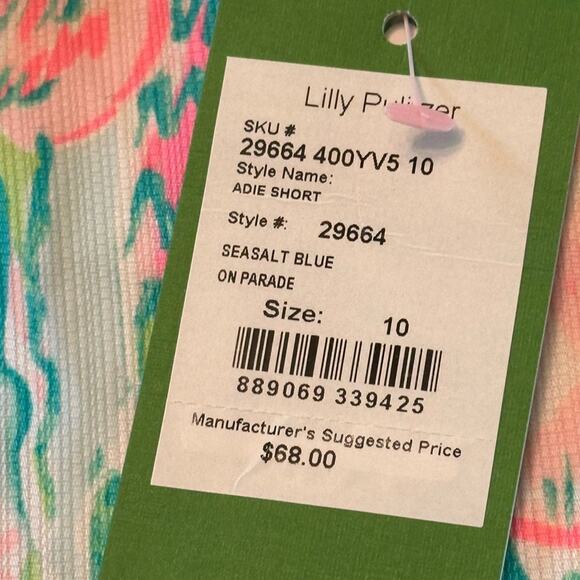 Lilly Pulitzer
SKU #
29664 400YV5 10
Style Name:
ADIE SHORT
Style #: 29664
SEASALT BLUE
ON PARADE
Size: 10
889069 339425
Manufacturer's Suggested Price
$68.00